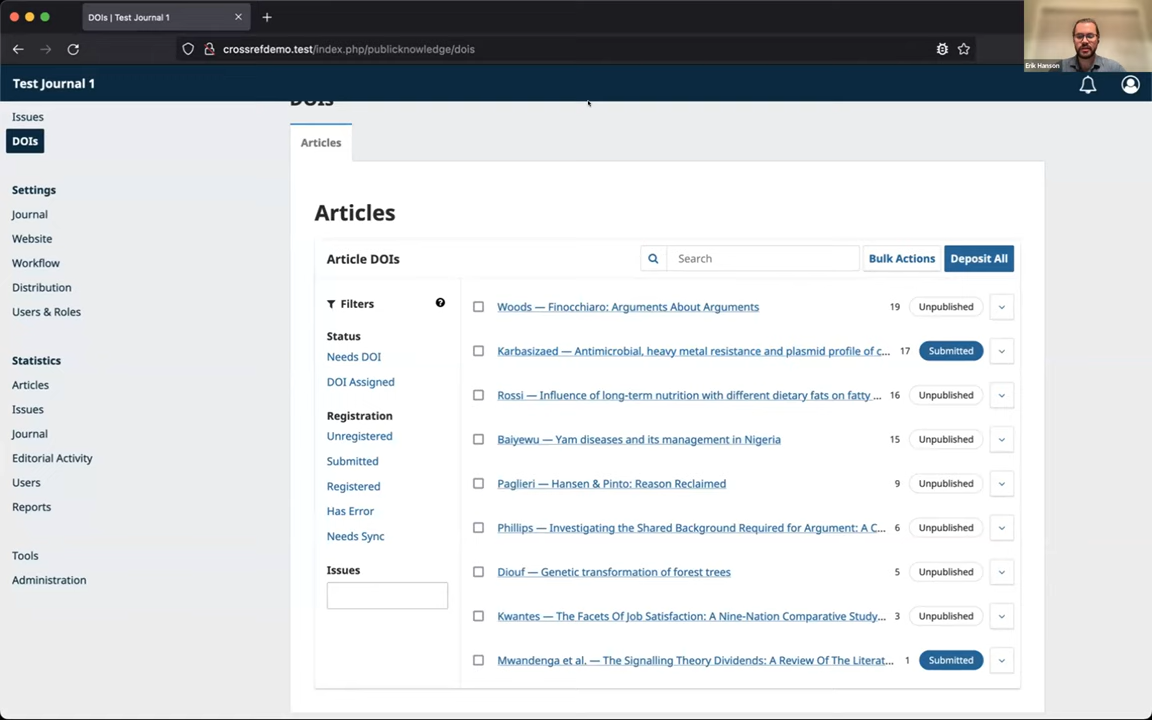 DOIs | Test Journal 1
crossrefdemo.test/index.php/publicknowledge/dois
Erik Hanson
Test Journal 1
Issues
DOIs
Settings
Journal
Website
Workflow
Distribution
Users & Roles
Statistics
Articles
Issues
Journal
Editorial Activity
Users
Reports
Tools
Administration
DOIs
Articles
Articles
Article DOIs
Search
Bulk Actions
Deposit All
Filters
Status
Needs DOI
DOI Assigned
Registration
Unregistered
Submitted
Registered
Has Error
Needs Sync
Issues
Woods — Finocchiaro: Arguments About Arguments 19 Unpublished
Karbasizaed — Antimicrobial, heavy metal resistance and plasmid profile of c... 17 Submitted
Rossi — Influence of long-term nutrition with different dietary fats on fatty ... 16 Unpublished
Baiyewu — Yam diseases and its management in Nigeria 15 Unpublished
Paglieri — Hansen & Pinto: Reason Reclaimed 9 Unpublished
Phillips — Investigating the Shared Background Required for Argument: A C... 6 Unpublished
Diouf — Genetic transformation of forest trees 5 Unpublished
Kwantes — The Facets Of Job Satisfaction: A Nine-Nation Comparative Study... 3 Unpublished
Mwandenga et al. — The Signalling Theory Dividends: A Review Of The Literat... 1 Submitted